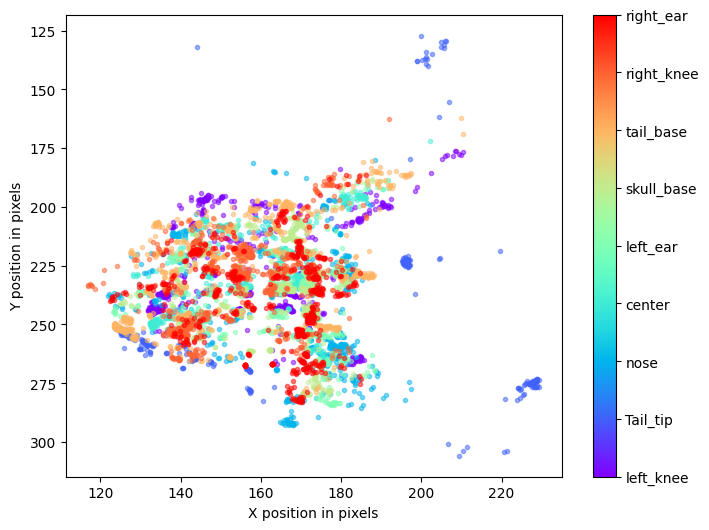 125
150
175
200
225
250
275
300
Y position in pixels
120
140
160
180
200
220
X position in pixels
right_ear
right_knee
tail_base
skull_base
left_ear
center
nose
Tail_tip
left_knee